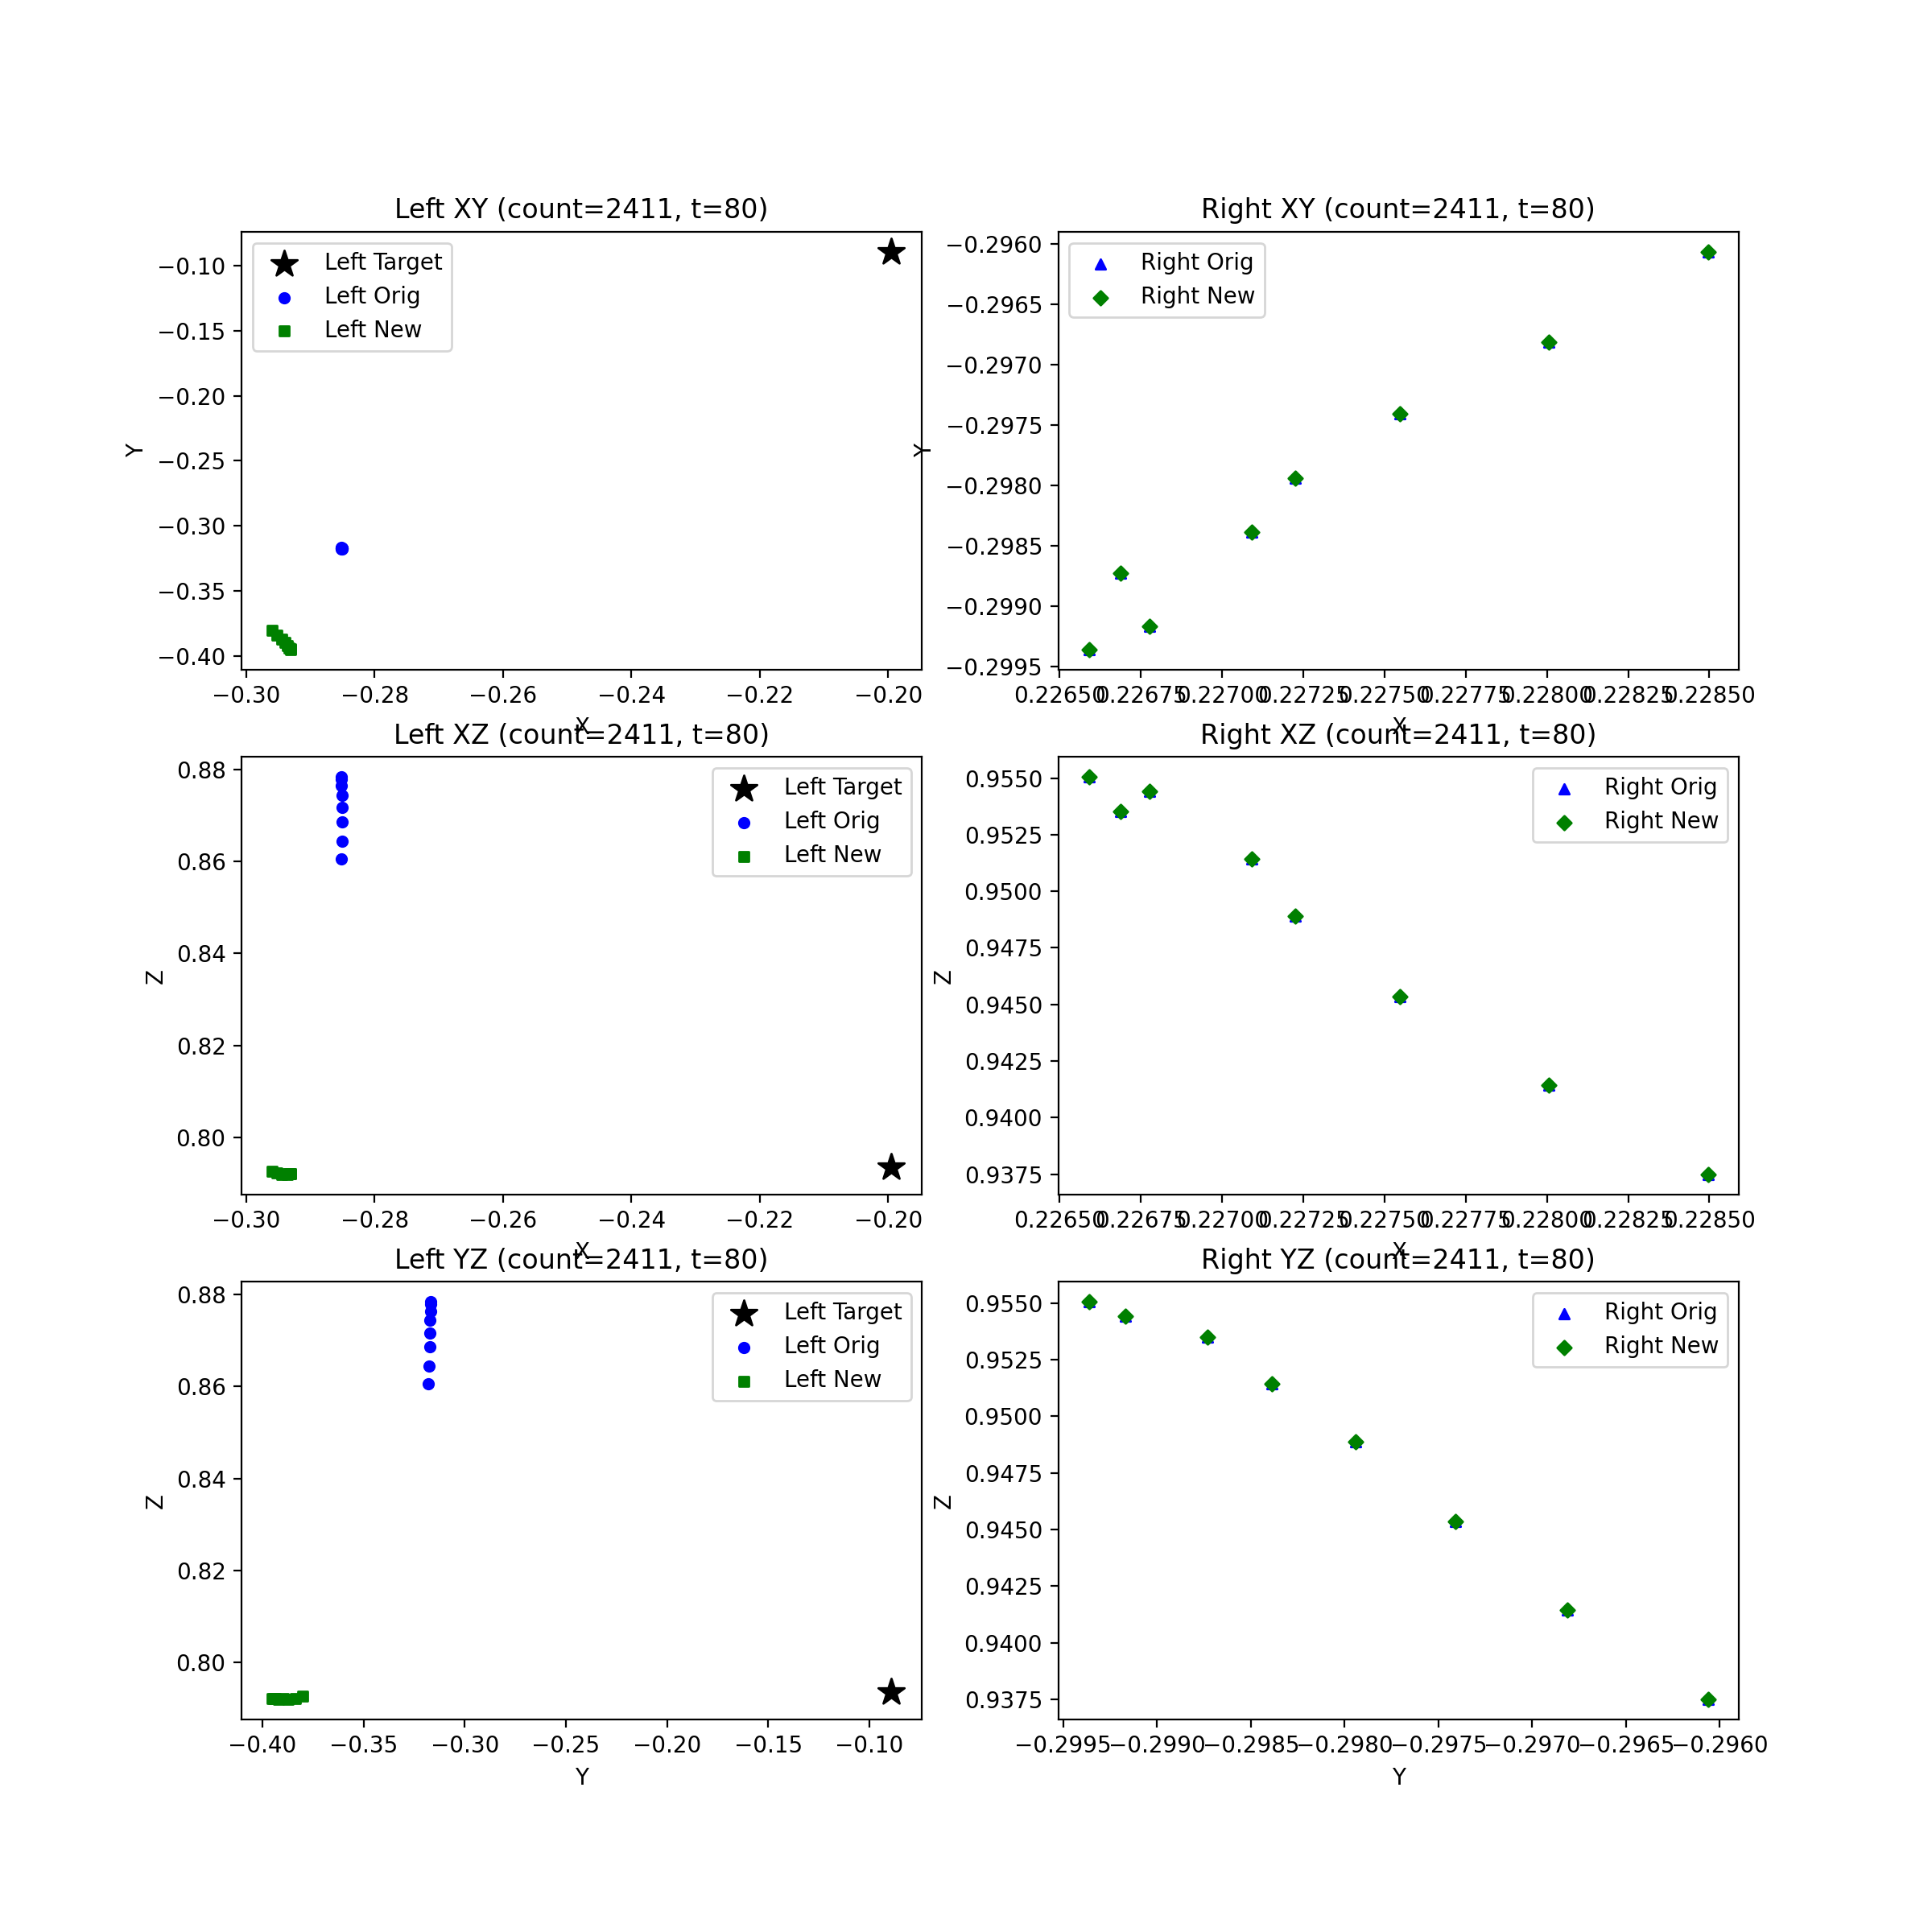 Left XY (count=2411, t=80)
Left Target
Left Orig
Left New
−0.10
−0.15
−0.20
−0.25
−0.30
−0.35
−0.40
Y
−0.30 −0.28 −0.26 −0.24 −0.22 −0.20
X
Right XY (count=2411, t=80)
Right Orig
Right New
−0.2960
−0.2965
−0.2970
−0.2975
−0.2980
−0.2985
−0.2990
−0.2995
Y
0.22650 0.22675 0.22700 0.22725 0.22750 0.22775 0.22800 0.22825 0.22850
X
Left XZ (count=2411, t=80)
Left Target
Left Orig
Left New
0.88
0.86
0.84
0.82
0.80
Z
−0.30 −0.28 −0.26 −0.24 −0.22 −0.20
X
Right XZ (count=2411, t=80)
Right Orig
Right New
0.9550
0.9525
0.9500
0.9475
0.9450
0.9425
0.9400
0.9375
Z
0.22650 0.22675 0.22700 0.22725 0.22750 0.22775 0.22800 0.22825 0.22850
X
Left YZ (count=2411, t=80)
Left Target
Left Orig
Left New
0.88
0.86
0.84
0.82
0.80
Z
−0.40 −0.35 −0.30 −0.25 −0.20 −0.15 −0.10
Y
Right YZ (count=2411, t=80)
Right Orig
Right New
0.9550
0.9525
0.9500
0.9475
0.9450
0.9425
0.9400
0.9375
Z
−0.2995 −0.2990 −0.2985 −0.2980 −0.2975 −0.2970 −0.2965 −0.2960
Y